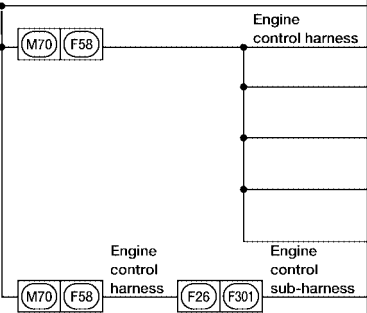 Engine
control harness
M70 F58
Engine
control
harness
Engine
control
sub-harness
M70 F58
F26 F301